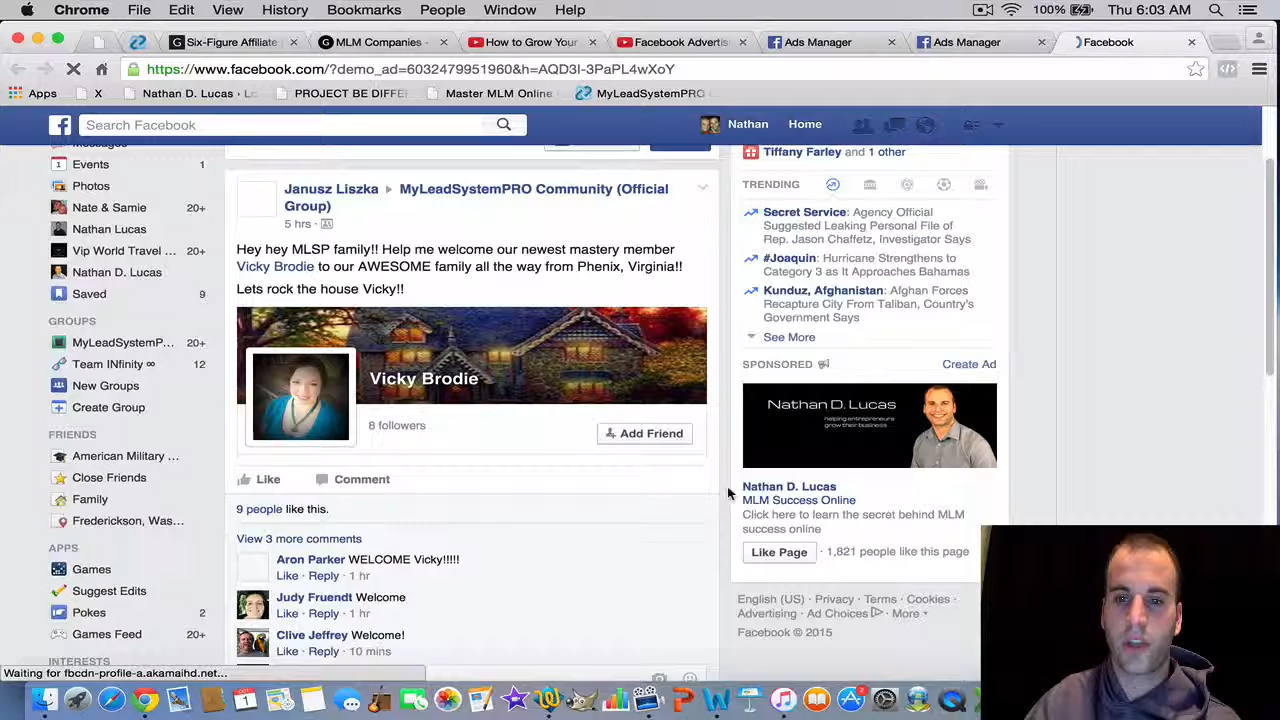 Chrome File Edit View History Bookmarks People Window Help 100% Thu 6:03 AM
Six-Figure Affiliate MLM Companies - How to Grow Your Facebook Advertis Ads Manager Ads Manager Facebook
https://www.facebook.com/?demo_ad=6032479951960&h=AQD3I-3PaPL4wXoY
Apps X Nathan D. Lucas PROJECT BE DIFFE Master MLM Online MyLeadSystemPRO
Search Facebook Nathan Home
Events 1
Photos
Nate & Samie 20+
Nathan Lucas
Vip World Travel ... 20+
Nathan D. Lucas
Saved 9
GROUPS
MyLeadSystemP... 20+
Team INfinity ∞ 12
New Groups
Create Group
FRIENDS
American Military ...
Close Friends
Family
Frederickson, Was...
APPS
Games
Suggest Edits
Pokes 2
Games Feed 20+
INTERESTS
Waiting for fbcdn-profile-a.akamaihd.net...
Janusz Liszka ▸ MyLeadSystemPRO Community (Official
Group)
5 hrs ·
Hey hey MLSP family!! Help me welcome our newest mastery member
Vicky Brodie to our AWESOME family all the way from Phenix, Virginia!!
Lets rock the house Vicky!!
Vicky Brodie
8 followers
Add Friend
Like Comment
9 people like this.
View 3 more comments
Aron Parker WELCOME Vicky!!!!!
Like · Reply · 1 hr
Judy Fruendt Welcome
Like · Reply · 1 hr
Clive Jeffrey Welcome!
Like · Reply · 10 mins
Tiffany Farley and 1 other
TRENDING
Secret Service: Agency Official
Suggested Leaking Personal File of
Rep. Jason Chaffetz, Investigator Says
#Joaquin: Hurricane Strengthens to
Category 3 as It Approaches Bahamas
Kunduz, Afghanistan: Afghan Forces
Recapture City From Taliban, Country's
Government Says
See More
SPONSORED Create Ad
Nathan D. Lucas
helping entrepreneurs
grow their business
Nathan D. Lucas
MLM Success Online
Click here to learn the secret behind MLM
success online
Like Page · 1,821 people like this page
English (US) · Privacy · Terms · Cookies ·
Advertising · Ad Choices · More
Facebook © 2015